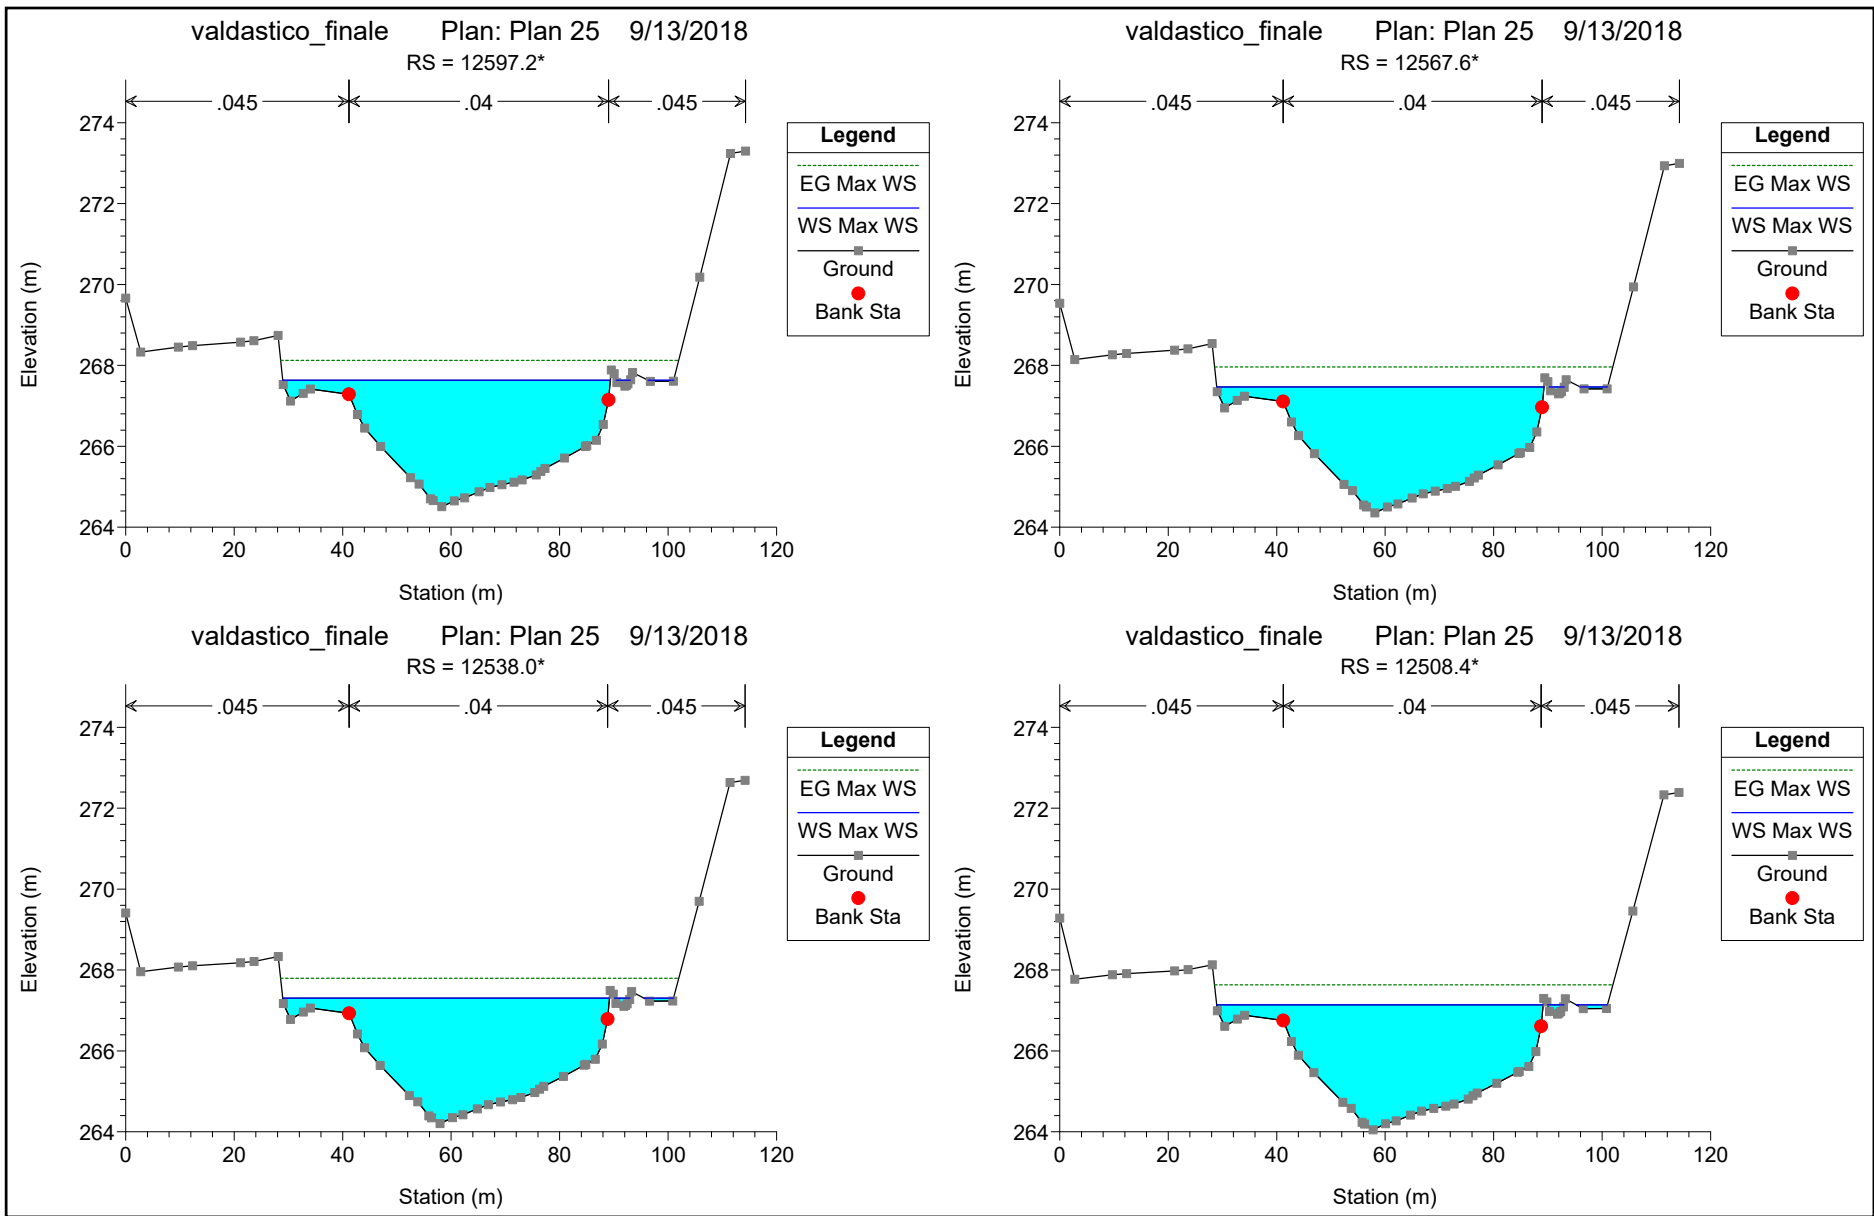 valdastico_finale Plan: Plan 25 9/13/2018
RS = 12597.2*
.045 .04 .045
274
272
270
268
266
264
0 20 40 60 80 100 120
Elevation (m)
Station (m)
Legend
EG Max WS
WS Max WS
Ground
Bank Sta
valdastico_finale Plan: Plan 25 9/13/2018
RS = 12567.6*
.045 .04 .045
274
272
270
268
266
264
0 20 40 60 80 100 120
Elevation (m)
Station (m)
Legend
EG Max WS
WS Max WS
Ground
Bank Sta
valdastico_finale Plan: Plan 25 9/13/2018
RS = 12538.0*
.045 .04 .045
274
272
270
268
266
264
0 20 40 60 80 100 120
Elevation (m)
Station (m)
Legend
EG Max WS
WS Max WS
Ground
Bank Sta
valdastico_finale Plan: Plan 25 9/13/2018
RS = 12508.4*
.045 .04 .045
274
272
270
268
266
264
0 20 40 60 80 100 120
Elevation (m)
Station (m)
Legend
EG Max WS
WS Max WS
Ground
Bank Sta